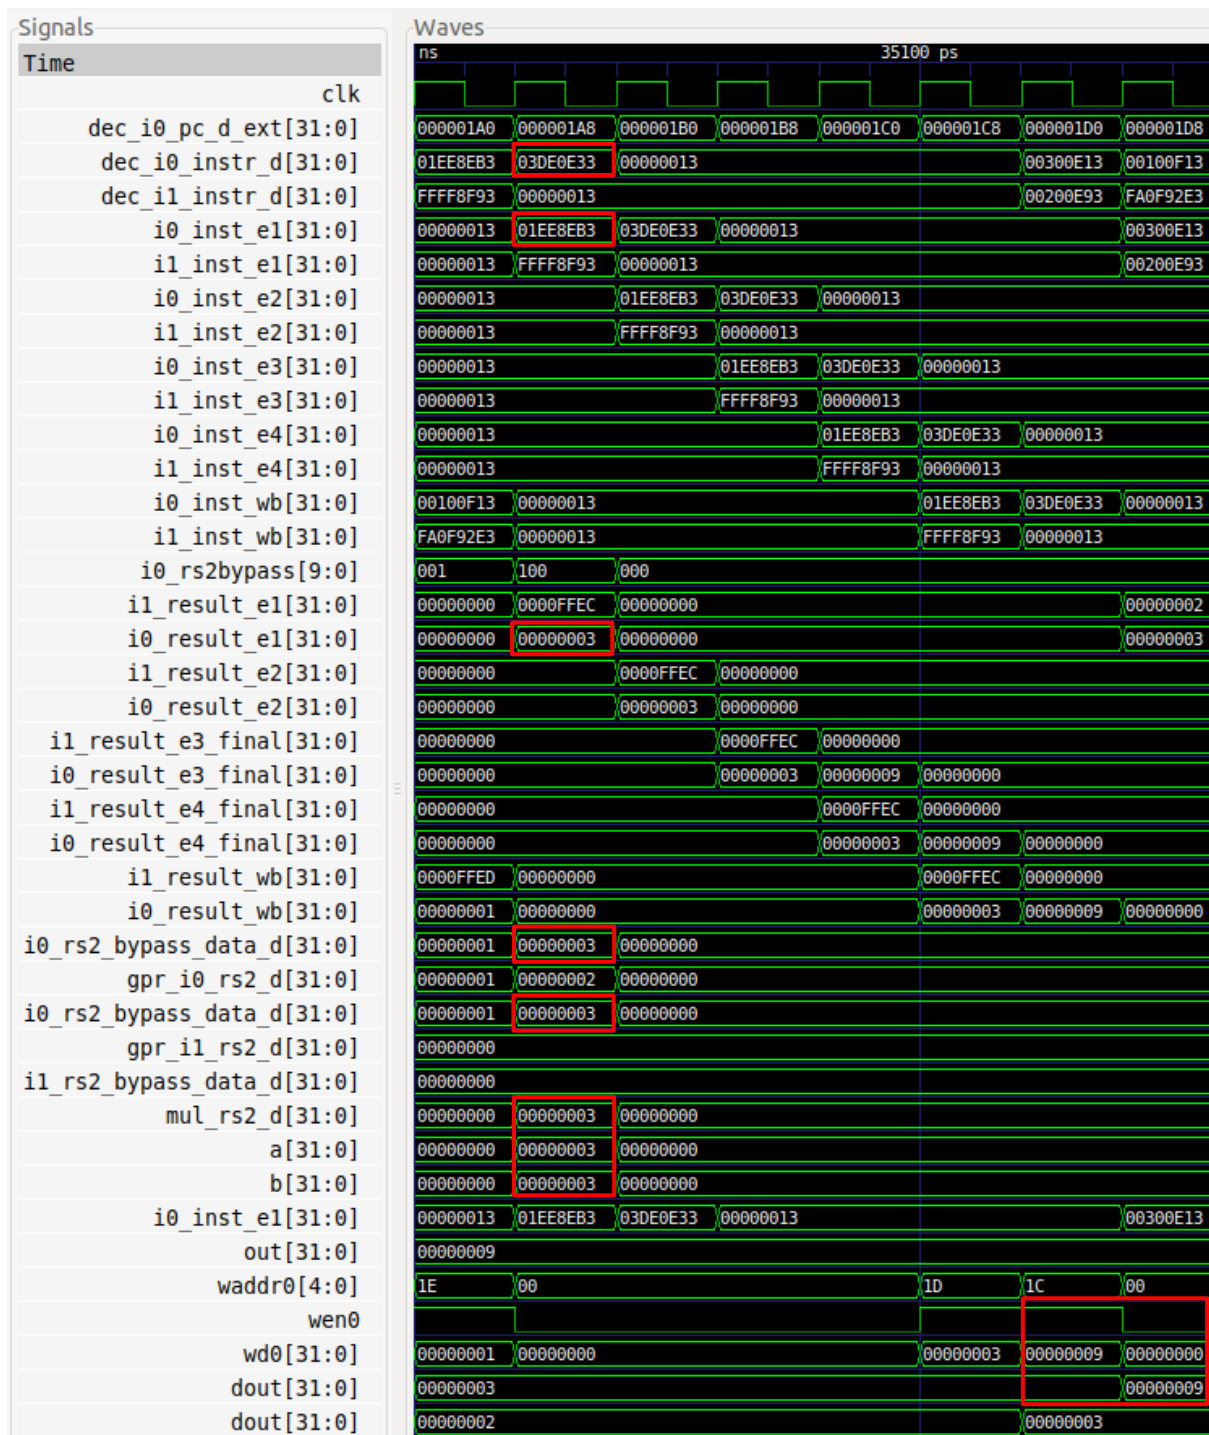 Signals Waves
Time ns 35100 ps
clk
dec_i0_pc_d_ext[31:0] 000001A0 000001A8 000001B0 000001B8 000001C0 000001C8 000001D0 000001D8
dec_i0_instr_d[31:0] 01EE8EB3 03DE0E33 00000013 00300E13 00100F13
dec_i1_instr_d[31:0] FFFF8F93 00000013 00200E93 FA0F92E3
i0_inst_e1[31:0] 00000013 01EE8EB3 03DE0E33 00000013 00300E13
i1_inst_e1[31:0] 00000013 FFFF8F93 00000013 00200E93
i0_inst_e2[31:0] 00000013 01EE8EB3 03DE0E33 00000013
i1_inst_e2[31:0] 00000013 FFFF8F93 00000013
i0_inst_e3[31:0] 00000013 01EE8EB3 03DE0E33 00000013
i1_inst_e3[31:0] 00000013 FFFF8F93 00000013
i0_inst_e4[31:0] 00000013 01EE8EB3 03DE0E33 00000013
i1_inst_e4[31:0] 00000013 FFFF8F93 00000013
i0_inst_wb[31:0] 00100F13 00000013 01EE8EB3 03DE0E33 00000013
i1_inst_wb[31:0] FA0F92E3 00000013 FFFF8F93 00000013
i0_rs2bypass[9:0] 001 100 000
i1_result_e1[31:0] 00000000 0000FFEC 00000000 00000002
i0_result_e1[31:0] 00000000 00000003 00000000 00000003
i1_result_e2[31:0] 00000000 0000FFEC 00000000
i0_result_e2[31:0] 00000000 00000003 00000000
i1_result_e3_final[31:0] 00000000 0000FFEC 00000000
i0_result_e3_final[31:0] 00000000 00000003 00000009 00000000
i1_result_e4_final[31:0] 00000000 0000FFEC 00000000
i0_result_e4_final[31:0] 00000000 00000003 00000009 00000000
i1_result_wb[31:0] 0000FFED 00000000 0000FFEC 00000000
i0_result_wb[31:0] 00000001 00000000 00000003 00000009 00000000
i0_rs2_bypass_data_d[31:0] 00000001 00000003 00000000
gpr_i0_rs2_d[31:0] 00000001 00000002 00000000
i0_rs2_bypass_data_d[31:0] 00000001 00000003 00000000
gpr_i1_rs2_d[31:0] 00000000
i1_rs2_bypass_data_d[31:0] 00000000
mul_rs2_d[31:0] 00000000 00000003 00000000
a[31:0] 00000000 00000003 00000000
b[31:0] 00000000 00000003 00000000
i0_inst_e1[31:0] 00000013 01EE8EB3 03DE0E33 00000013 00300E13
out[31:0] 00000009
waddr0[4:0] 1E 00 1D 1C 00
wen0
wd0[31:0] 00000001 00000000 00000003 00000009 00000000
dout[31:0] 00000003 00000009
dout[31:0] 00000002 00000003